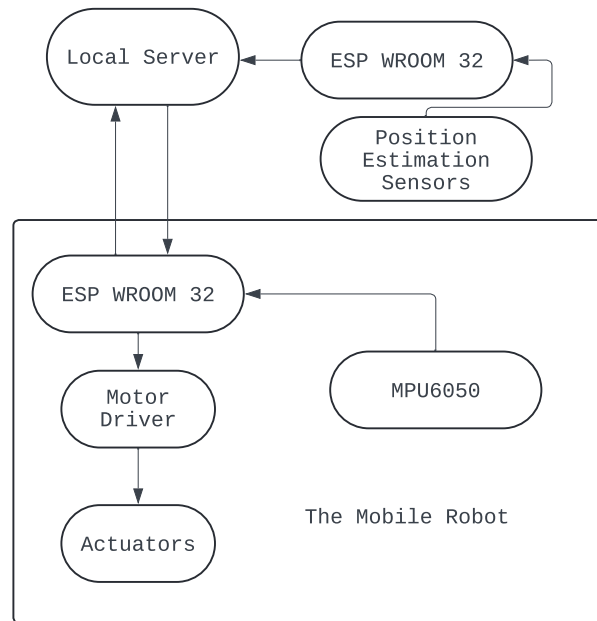 Local Server
ESP WROOM 32
Position
Estimation
Sensors
ESP WROOM 32
MPU6050
Motor
Driver
The Mobile Robot
Actuators